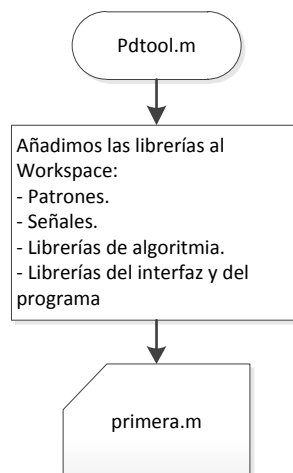 Pdtool.m
Añadimos las librerías al
Workspace:
- Patrones.
- Señales.
- Librerías de algoritmia.
- Librerías del interfaz y del
programa
primera.m